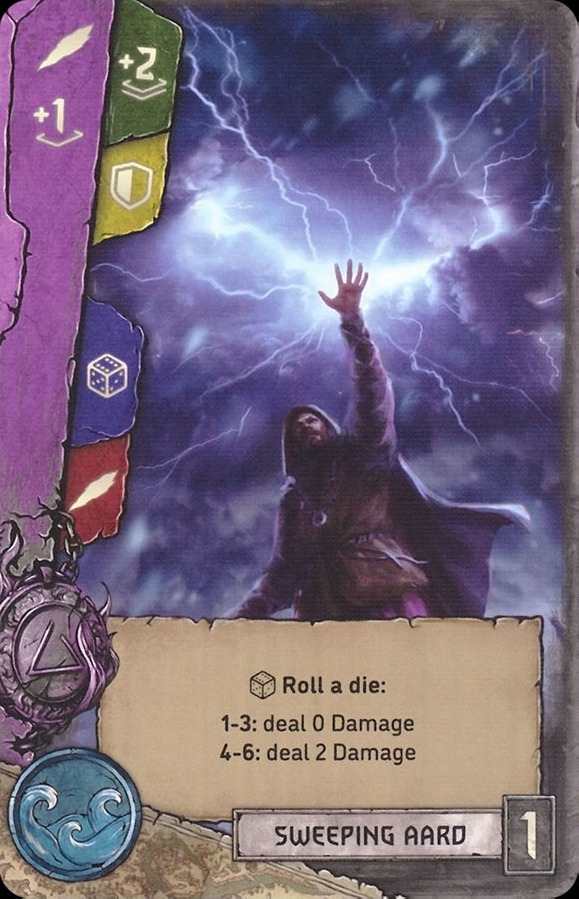 +2
+1
Roll a die:
1-3: deal 0 Damage
4-6: deal 2 Damage
SWEEPING AARD
1